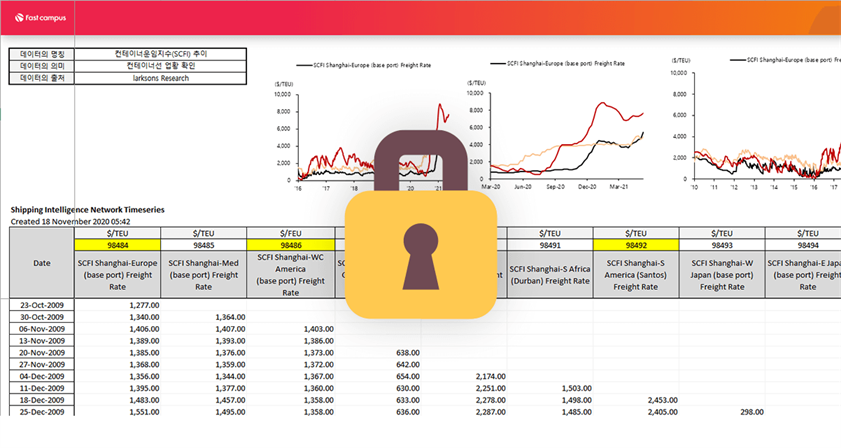 Fast campus
데이터의 명칭 컨테이너운임지수(SCFI) 추이
데이터의 의미 컨테이너선 업황 확인
데이터의 출처 larksons Research
($/TEU)
SCFI Shanghai-Europe (base port) Freight Rate
10,000
8,000
6,000
4,000
2,000
0
'16 '17 '18 '19 '20 '21
($/TEU)
SCFI Shanghai-Europe (base port) Freight Rate
10,000
8,000
6,000
4,000
2,000
0
Mar-20 Jun-20 Sep-20 Dec-20 Mar-21
($/TEU)
SCFI Shanghai-Europe (base port) Fre
10,000
8,000
6,000
4,000
2,000
0
'10 '11 '12 '13 '14 '15 '16 '17
Shipping Intelligence Network Timeseries
Created 18 November 2020 05:42
$/TEU $/TEU $/TEU $/TEU $/TEU $/TEU $/TEU
98484 98485 98486 98491 98492 98493 98494
Date
SCFI Shanghai-Europe (base port) Freight Rate
SCFI Shanghai-Med (base port) Freight Rate
SCFI Shanghai-WC America (base port) Freight Rate
SCFI Shanghai-S Africa (Durban) Freight Rate
SCFI Shanghai-S America (Santos) Freight Rate
SCFI Shanghai-W Japan (base port) Freight Rate
SCFI Shanghai-E Japa (base port) Freight Rate
23-Oct-2009 1,277.00
30-Oct-2009 1,340.00 1,364.00
06-Nov-2009 1,406.00 1,407.00 1,403.00
13-Nov-2009 1,389.00 1,393.00 1,386.00
20-Nov-2009 1,385.00 1,376.00 1,373.00 638.00
27-Nov-2009 1,368.00 1,359.00 1,372.00 642.00
04-Dec-2009 1,356.00 1,344.00 1,367.00 654.00 2,174.00
11-Dec-2009 1,395.00 1,377.00 1,360.00 630.00 2,251.00 1,503.00
18-Dec-2009 1,483.00 1,457.00 1,358.00 633.00 2,278.00 1,498.00 2,453.00
25-Dec-2009 1,551.00 1,495.00 1,358.00 636.00 2,287.00 1,485.00 2,405.00 298.00